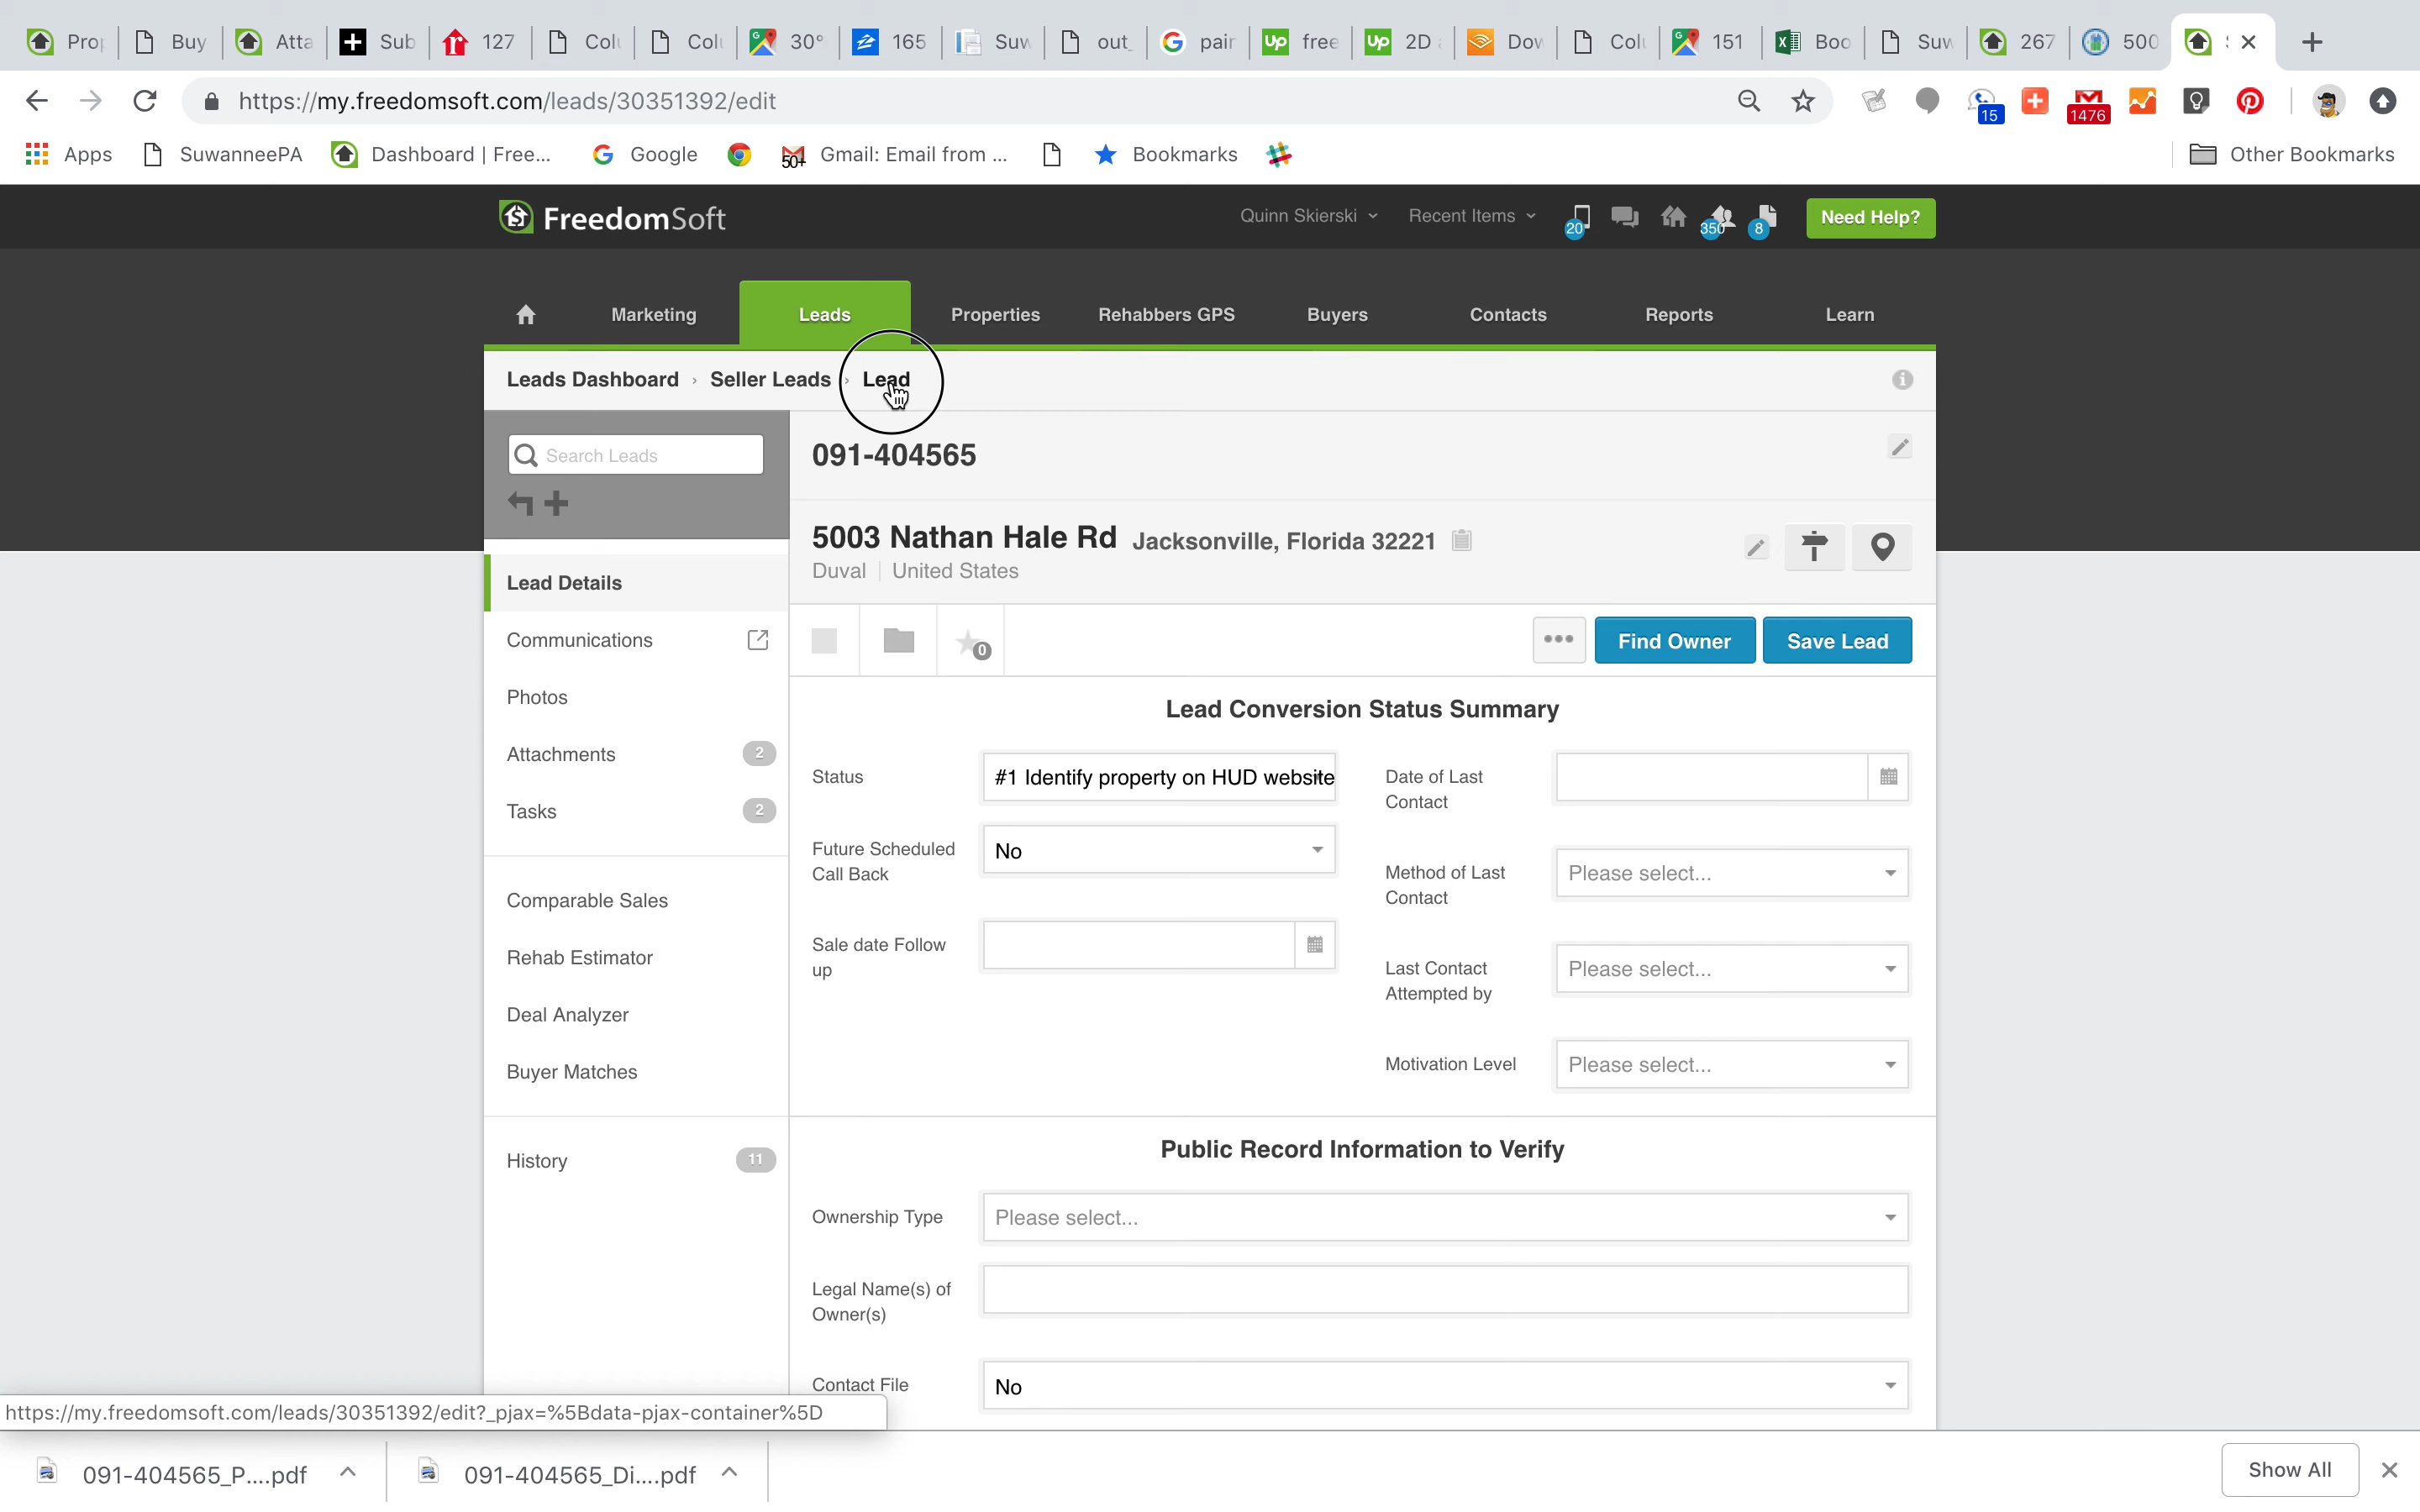 Prop Buy Atta Sub 127 Colu Colu 30° 165 Suw out_ pair free 2D Dow Colu 151 Boo Suw 267 500
https://my.freedomsoft.com/leads/30351392/edit
15 1476
Apps SuwanneePA Dashboard | Free... Google 50+ Gmail: Email from ... Bookmarks Other Bookmarks
FreedomSoft Quinn Skierski Recent Items 20 350 8 Need Help?
Marketing Leads Properties Rehabbers GPS Buyers Contacts Reports Learn
Leads Dashboard › Seller Leads › Lead
Search Leads
091-404565
5003 Nathan Hale Rd Jacksonville, Florida 32221
Duval United States
Lead Details
Communications
Photos
Attachments 2
Tasks 2
Comparable Sales
Rehab Estimator
Deal Analyzer
Buyer Matches
History 11
0 ••• Find Owner Save Lead
Lead Conversion Status Summary
Status #1 Identify property on HUD website
Future Scheduled
Call Back
No
Sale date Follow
up
Date of Last
Contact
Method of Last
Contact
Please select...
Last Contact
Attempted by
Please select...
Motivation Level Please select...
Public Record Information to Verify
Ownership Type Please select...
Legal Name(s) of
Owner(s)
Contact File No
https://my.freedomsoft.com/leads/30351392/edit?_pjax=%5Bdata-pjax-container%5D
091-404565_P....pdf 091-404565_Di....pdf Show All